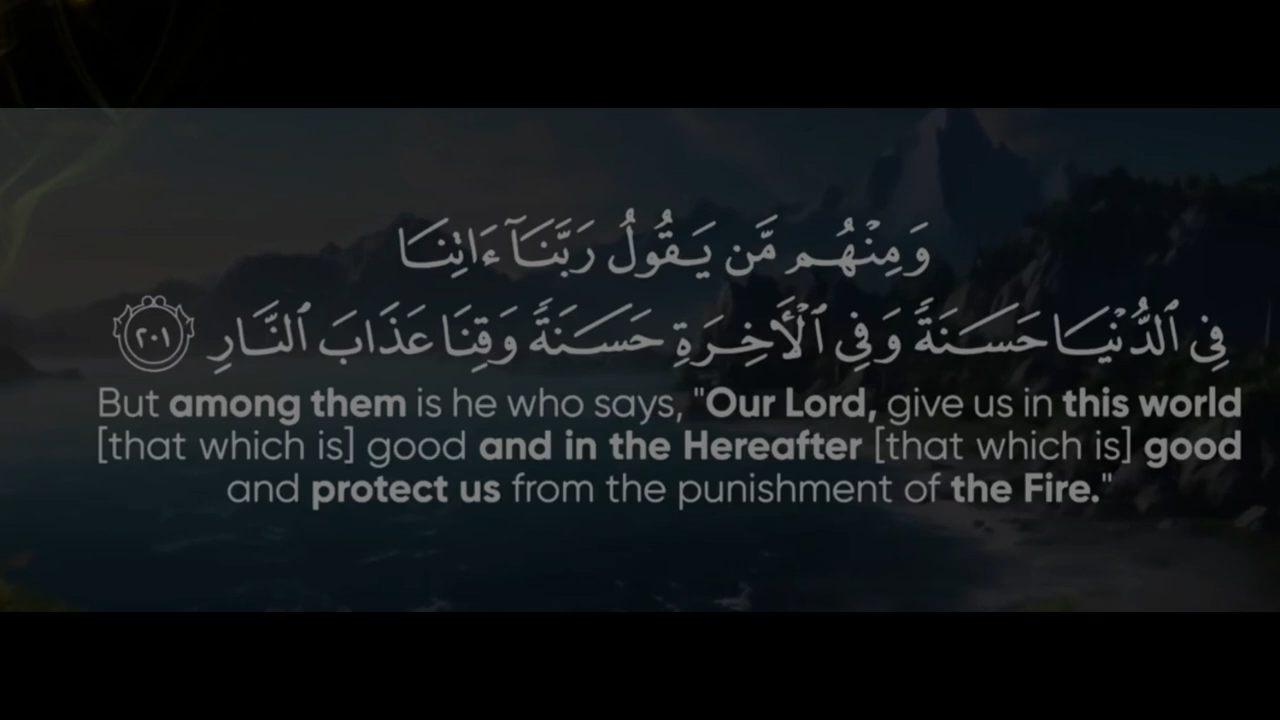 وَمِنْهُم مَّن يَقُولُ رَبَّنَآ ءَاتِنَا
فِى ٱلدُّنْيَا حَسَنَةً وَفِى ٱلْأَخِرَةِ حَسَنَةً وَقِنَا عَذَابَ ٱلنَّارِ ٢٠١
But among them is he who says, "Our Lord, give us in this world
[that which is] good and in the Hereafter [that which is] good
and protect us from the punishment of the Fire."